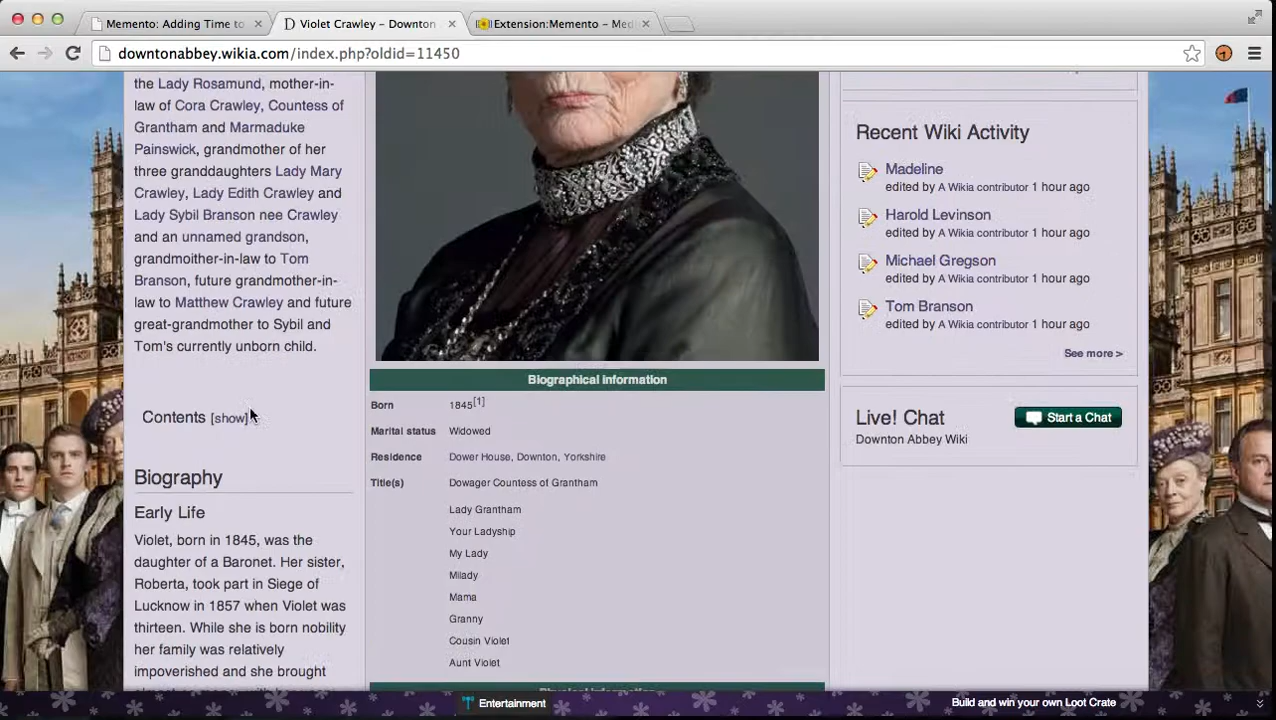 Memento: Adding Time to
Violet Crawley – Downton
Extension:Memento – Med
downtonabbey.wikia.com/index.php?oldid=11450
the Lady Rosamund, mother-in-
law of Cora Crawley, Countess of
Grantham and Marmaduke
Painswick, grandmother of her
three granddaughters Lady Mary
Crawley, Lady Edith Crawley and
Lady Sybil Branson nee Crawley
and an unnamed grandson,
grandmoither-in-law to Tom
Branson, future grandmother-in-
law to Matthew Crawley and future
great-grandmother to Sybil and
Tom's currently unborn child.
Contents [show]
Biography
Early Life
Violet, born in 1845, was the
daughter of a Baronet. Her sister,
Roberta, took part in Siege of
Lucknow in 1857 when Violet was
thirteen. While she is born nobility
her family was relatively
impoverished and she brought
Biographical information
Born 1845[1]
Marital status Widowed
Residence Dower House, Downton, Yorkshire
Title(s) Dowager Countess of Grantham
Lady Grantham
Your Ladyship
My Lady
Milady
Mama
Granny
Cousin Violet
Aunt Violet
Recent Wiki Activity
Madeline
edited by A Wikia contributor 1 hour ago
Harold Levinson
edited by A Wikia contributor 1 hour ago
Michael Gregson
edited by A Wikia contributor 1 hour ago
Tom Branson
edited by A Wikia contributor 1 hour ago
See more >
Live! Chat
Start a Chat
Downton Abbey Wiki
Entertainment
Build and win your own Loot Crate